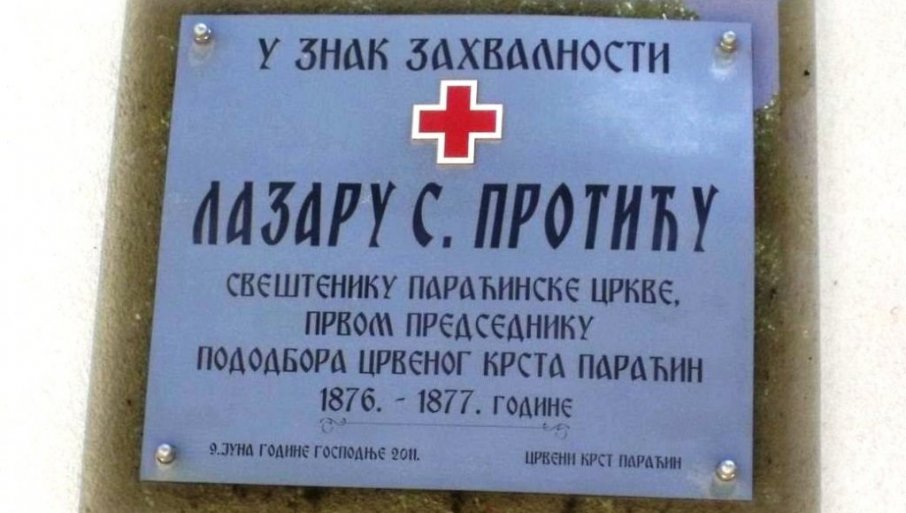 У ЗНАК ЗАХВАЛНОСТИ
ЛАЗАРУ С. ПРОТИЋУ
СВЕШТЕНИКУ ПАРАЋИНСКЕ ЦРКВЕ,
ПРВОМ ПРЕДСЕДНИКУ
ПОДОДБОРА ЦРВЕНОГ КРСТА ПАРАЋИН
1876. - 1877. ГОДИНЕ
9. ЈУНА ГОДИНЕ ГОСПОДЊЕ 2011.
ЦРВЕНИ КРСТ ПАРАЋИН